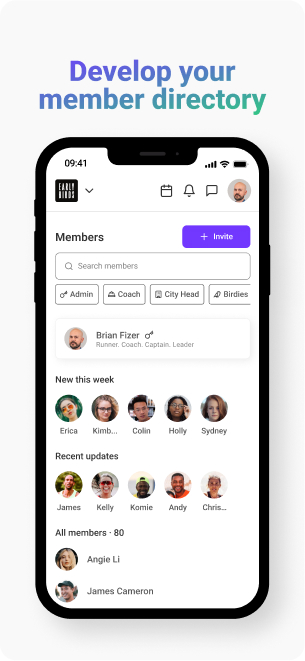 Develop your
member directory
09:41
EARLY
BIRDS
Members
+ Invite
Search members
Admin
Coach
City Head
Birdies
Brian Fizer
Runner. Coach. Captain. Leader
New this week
Erica
Kimb...
Colin
Holly
Sydney
Recent updates
James
Kelly
Komie
Andy
Chris...
All members · 80
Angie Li
James Cameron